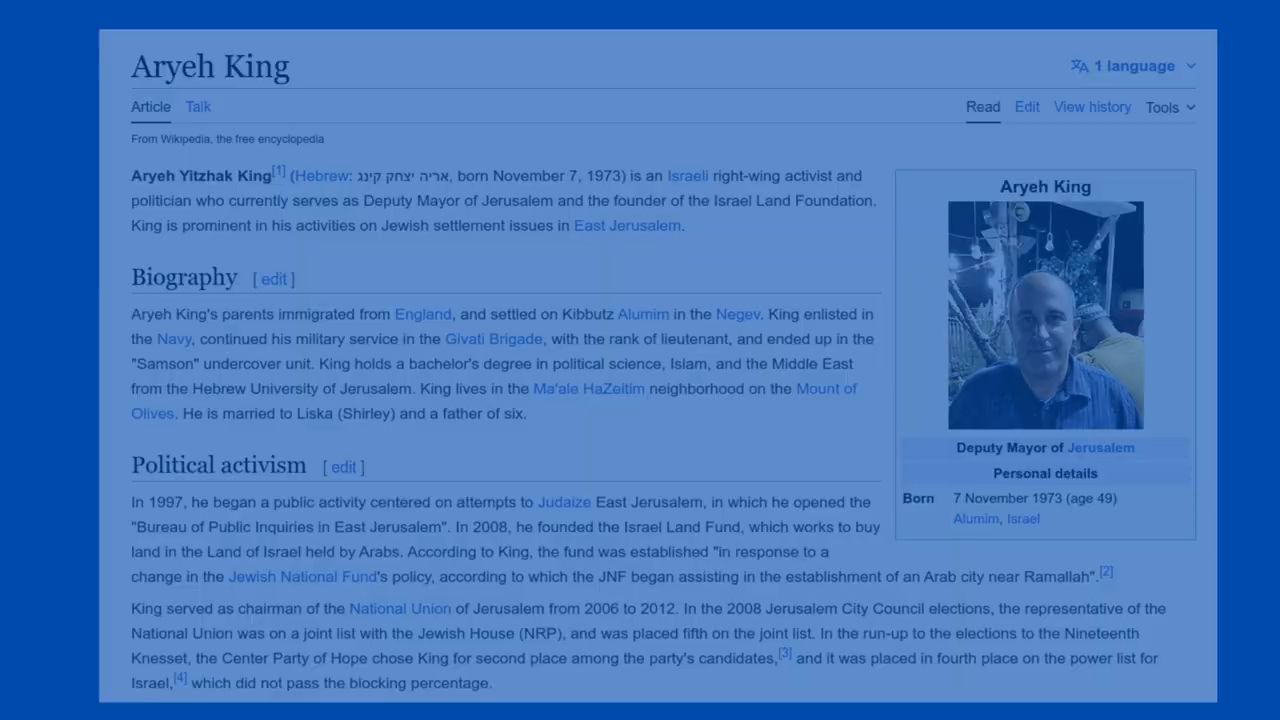 Aryeh King
1 language
Article Talk
Read Edit View history Tools
From Wikipedia, the free encyclopedia
Aryeh Yitzhak King[1] (Hebrew: אריה יצחק קינג, born November 7, 1973) is an Israeli right-wing activist and
politician who currently serves as Deputy Mayor of Jerusalem and the founder of the Israel Land Foundation.
King is prominent in his activities on Jewish settlement issues in East Jerusalem.
Biography [ edit ]
Aryeh King's parents immigrated from England, and settled on Kibbutz Alumim in the Negev. King enlisted in
the Navy, continued his military service in the Givati Brigade, with the rank of lieutenant, and ended up in the
"Samson" undercover unit. King holds a bachelor's degree in political science, Islam, and the Middle East
from the Hebrew University of Jerusalem. King lives in the Ma'ale HaZeitim neighborhood on the Mount of
Olives. He is married to Liska (Shirley) and a father of six.
Political activism [ edit ]
In 1997, he began a public activity centered on attempts to Judaize East Jerusalem, in which he opened the
"Bureau of Public Inquiries in East Jerusalem". In 2008, he founded the Israel Land Fund, which works to buy
land in the Land of Israel held by Arabs. According to King, the fund was established "in response to a
change in the Jewish National Fund's policy, according to which the JNF began assisting in the establishment of an Arab city near Ramallah".[2]
King served as chairman of the National Union of Jerusalem from 2006 to 2012. In the 2008 Jerusalem City Council elections, the representative of the
National Union was on a joint list with the Jewish House (NRP), and was placed fifth on the joint list. In the run-up to the elections to the Nineteenth
Knesset, the Center Party of Hope chose King for second place among the party's candidates,[3] and it was placed in fourth place on the power list for
Israel,[4] which did not pass the blocking percentage.
Aryeh King
Deputy Mayor of Jerusalem
Personal details
Born 7 November 1973 (age 49)
Alumim, Israel